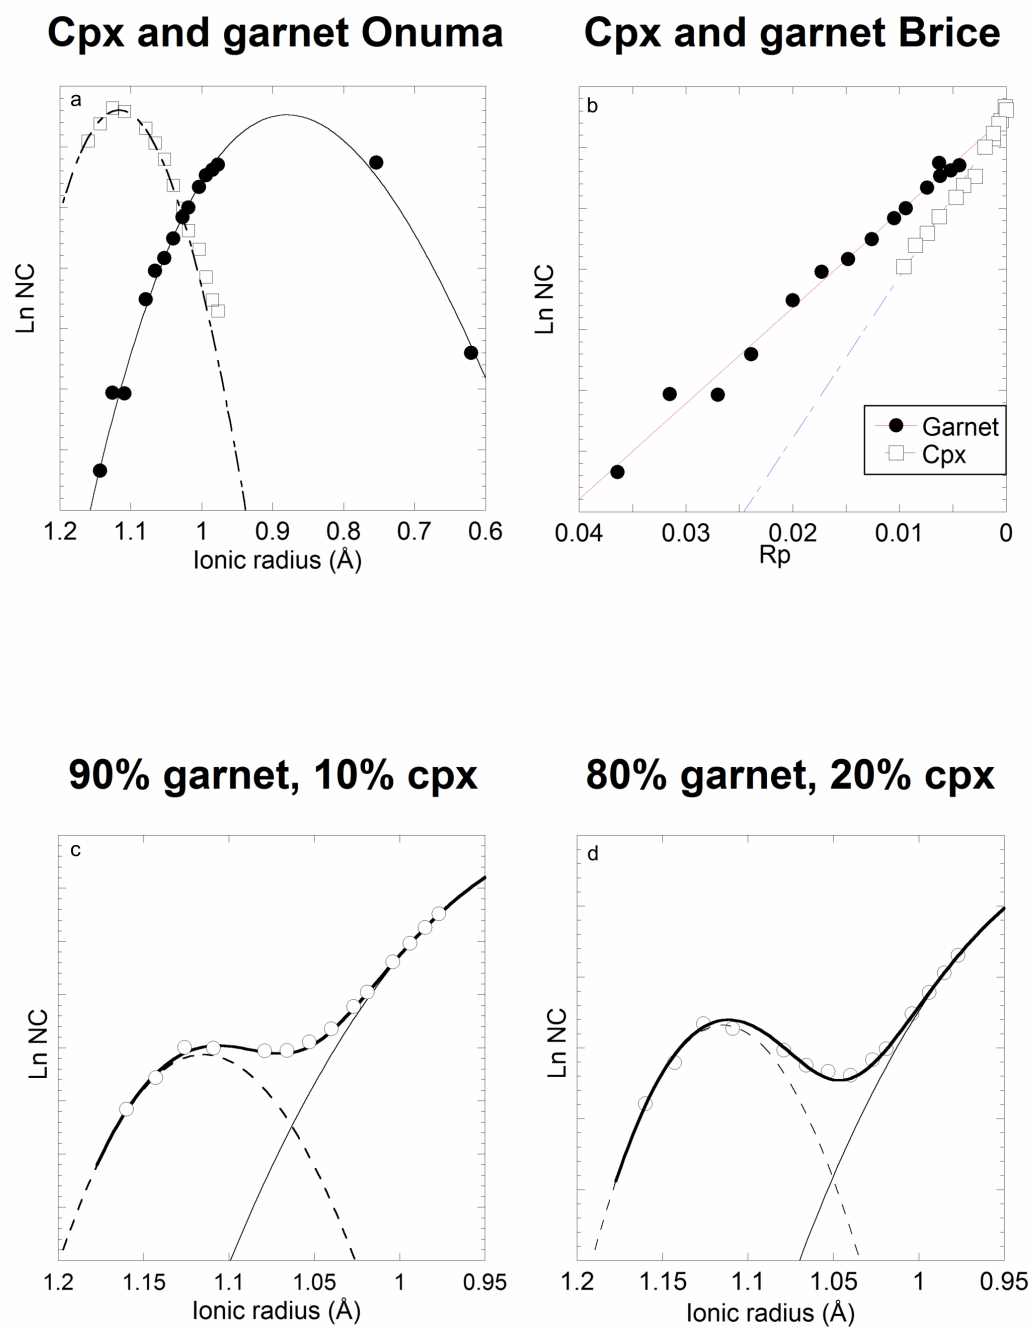 Cpx and garnet Onuma
Cpx and garnet Brice
a
Ln NC
1.2 1.1 1 0.9 0.8 0.7 0.6
Ionic radius (Å)
b
Ln NC
Garnet
Cpx
0.04 0.03 0.02 0.01 0
Rp
90% garnet, 10% cpx
80% garnet, 20% cpx
c
Ln NC
1.2 1.15 1.1 1.05 1 0.95
Ionic radius (Å)
d
Ln NC
1.2 1.15 1.1 1.05 1 0.95
Ionic radius (Å)